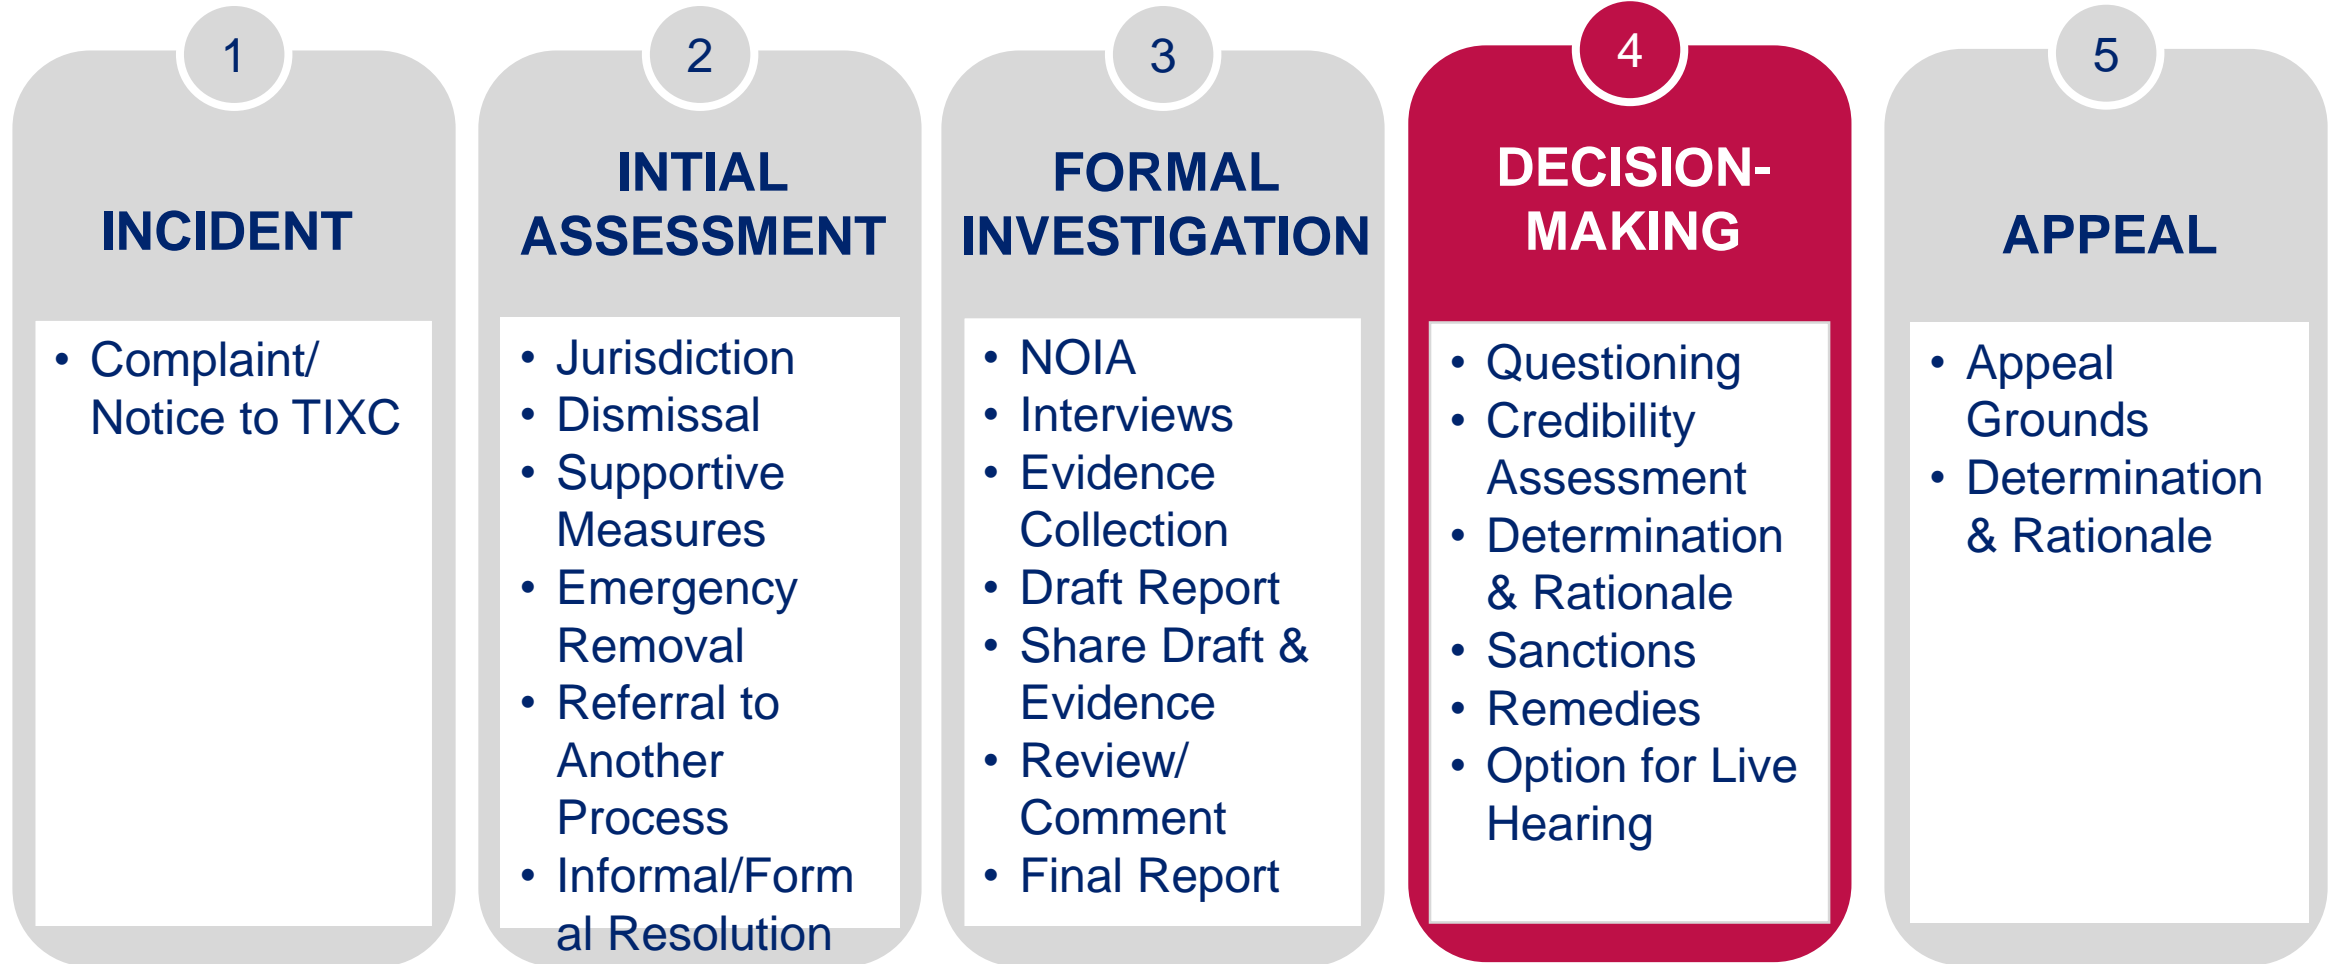 1
INCIDENT
• Complaint/
Notice to TIXC
2
INTIAL
ASSESSMENT
• Jurisdiction
• Dismissal
• Supportive
Measures
• Emergency
Removal
• Referral to
Another
Process
• Informal/Form
al Resolution
3
FORMAL
INVESTIGATION
• NOIA
• Interviews
• Evidence
Collection
• Draft Report
• Share Draft &
Evidence
• Review/
Comment
• Final Report
4
DECISION-
MAKING
• Questioning
• Credibility
Assessment
• Determination
& Rationale
• Sanctions
• Remedies
• Option for Live
Hearing
5
APPEAL
• Appeal
Grounds
• Determination
& Rationale